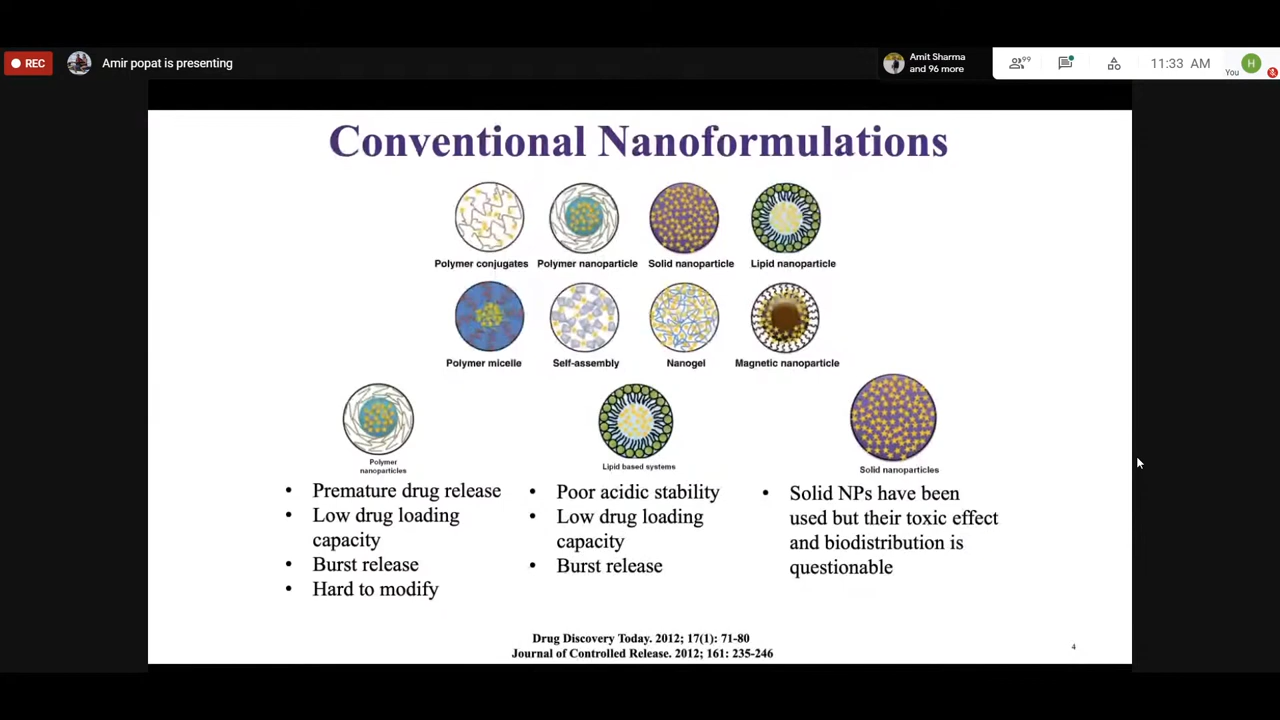 REC
Amir popat is presenting
Amit Sharma
and 96 more
99
11:33 AM
You
H
Conventional Nanoformulations
Polymer conjugates
Polymer nanoparticle
Solid nanoparticle
Lipid nanoparticle
Polymer micelle
Self-assembly
Nanogel
Magnetic nanoparticle
Polymer
nanoparticles
• Premature drug release
• Low drug loading
capacity
• Burst release
• Hard to modify
Lipid based systems
• Poor acidic stability
• Low drug loading
capacity
• Burst release
Solid nanoparticles
• Solid NPs have been
used but their toxic effect
and biodistribution is
questionable
Drug Discovery Today. 2012; 17(1): 71-80
Journal of Controlled Release. 2012; 161: 235-246
4